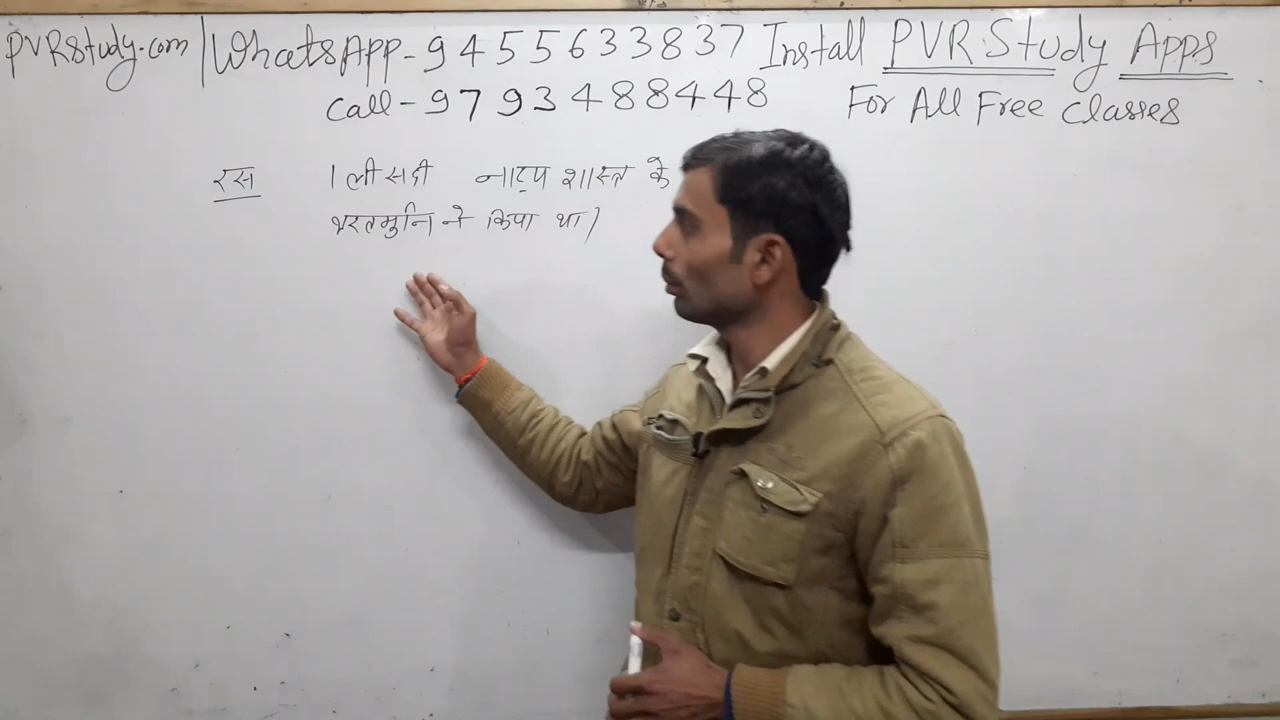 PVRStudy.com | WhatsApp - 9455633837 Install PVR Study Apps
Call - 9793488448 For All Free Classes
रस 1ली सदी नाट्य शास्त्र के
भरतमुनि ने किया था।